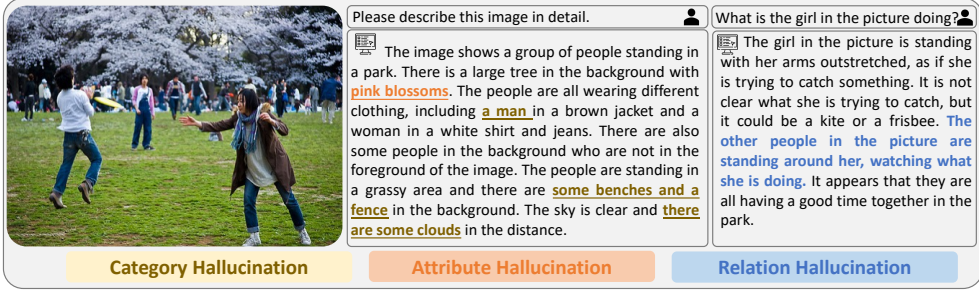 Please describe this image in detail.
The image shows a group of people standing in
a park. There is a large tree in the background with
pink blossoms. The people are all wearing different
clothing, including a man in a brown jacket and a
woman in a white shirt and jeans. There are also
some people in the background who are not in the
foreground of the image. The people are standing in
a grassy area and there are some benches and a
fence in the background. The sky is clear and there
are some clouds in the distance.
What is the girl in the picture doing?
The girl in the picture is standing
with her arms outstretched, as if she
is trying to catch something. It is not
clear what she is trying to catch, but
it could be a kite or a frisbee. The
other people in the picture are
standing around her, watching what
she is doing. It appears that they are
all having a good time together in the
park.
Category Hallucination
Attribute Hallucination
Relation Hallucination